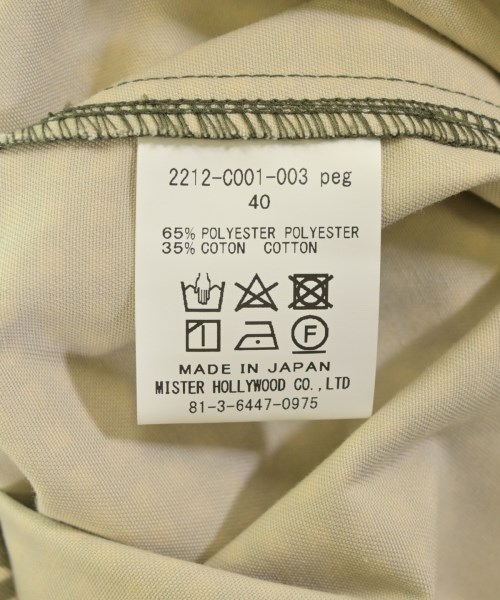 2212-C001-003 peg
40
65% POLYESTER POLYESTER
35% COTON COTTON
F
MADE IN JAPAN
MISTER HOLLYWOOD CO.,LTD
81-3-6447-0975